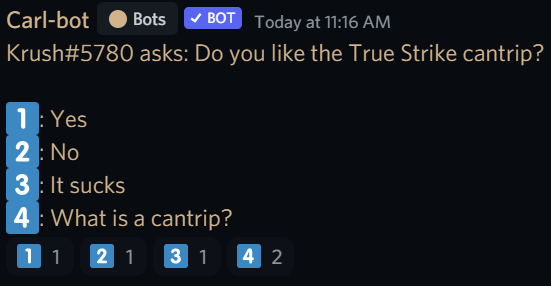 Carl-bot Bots ✓ BOT Today at 11:16 AM
Krush#5780 asks: Do you like the True Strike cantrip?
1: Yes
2: No
3: It sucks
4: What is a cantrip?
1 1 2 1 3 1 4 2